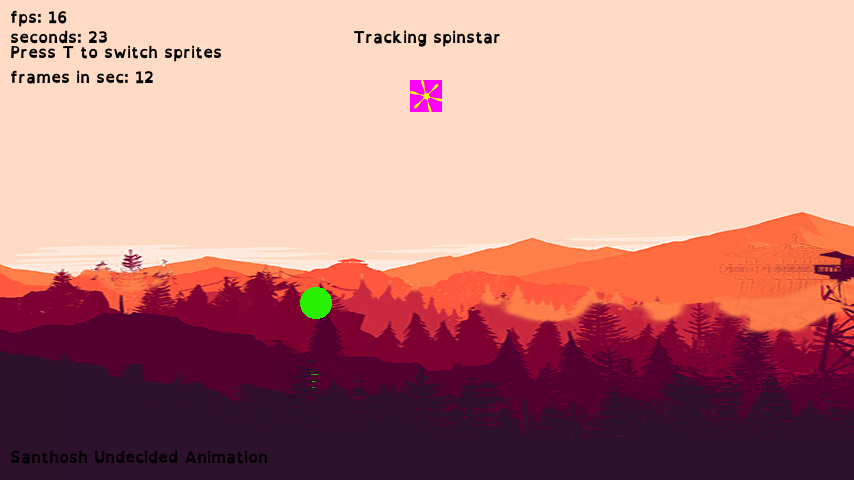 fps: 16
seconds: 23
Press T to switch sprites
frames in sec: 12
Tracking spinstar
Santhosh Undecided Animation